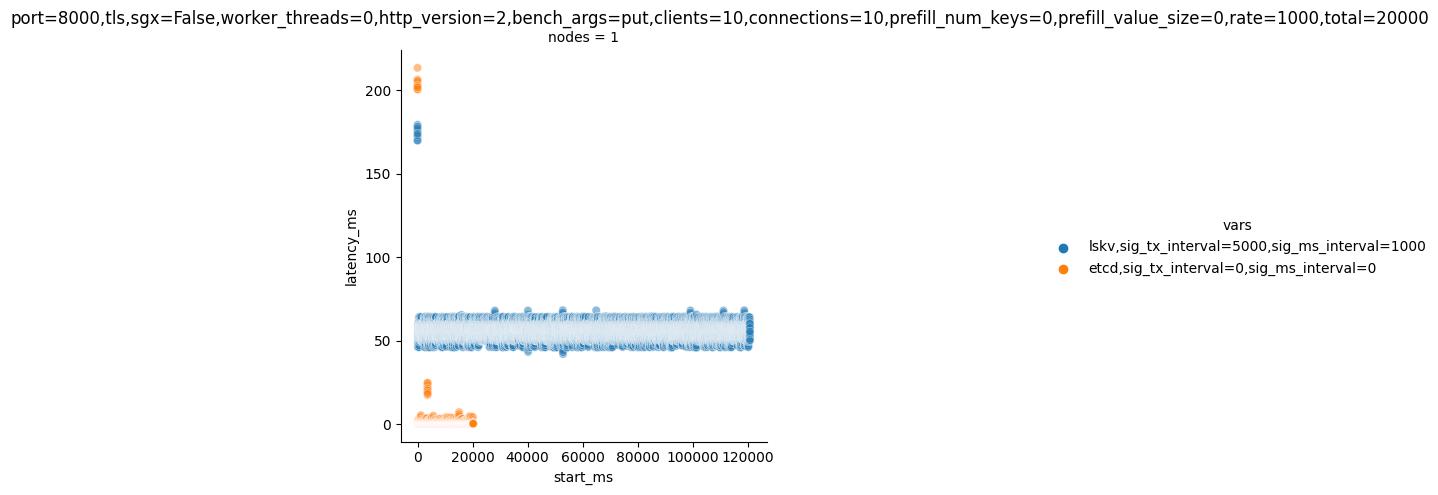 port=8000,tls,sgx=False,worker_threads=0,http_version=2,bench_args=put,clients=10,connections=10,prefill_num_keys=0,prefill_value_size=0,rate=1000,total=20000
nodes = 1
200
150
100
50
0
latency_ms
0 20000 40000 60000 80000 100000 120000
start_ms
vars
lskv,sig_tx_interval=5000,sig_ms_interval=1000
etcd,sig_tx_interval=0,sig_ms_interval=0